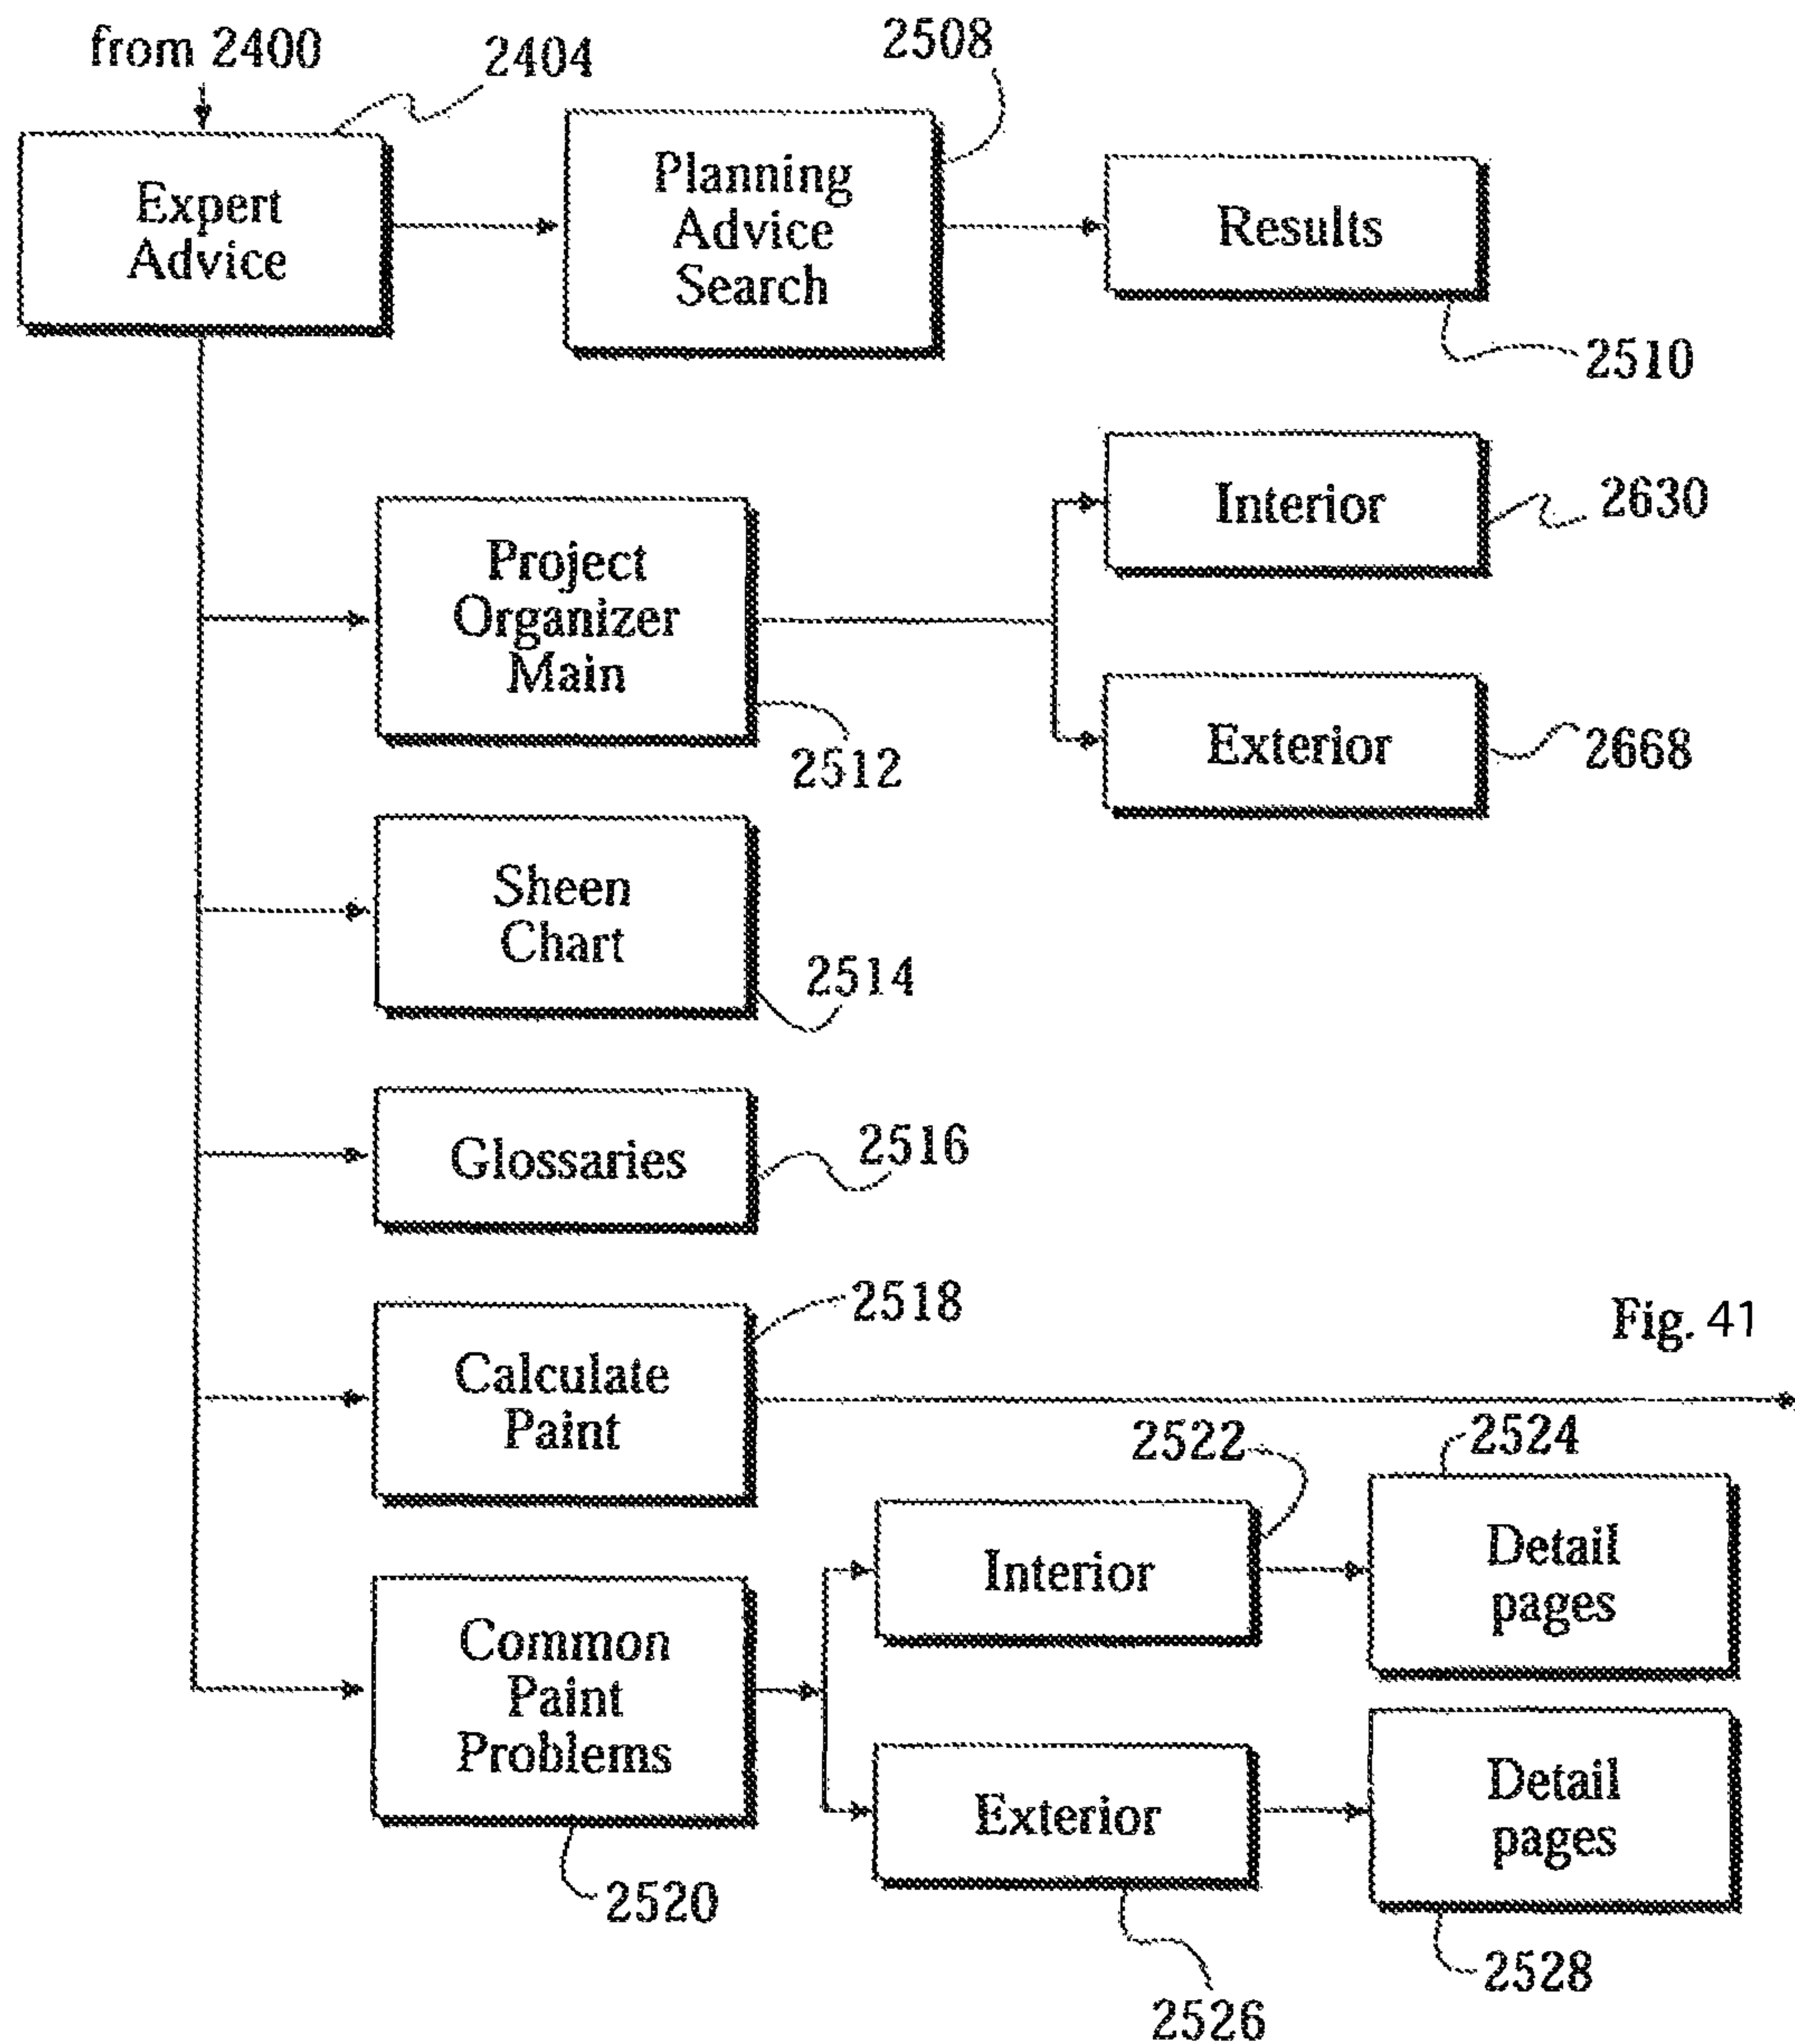 from 2400
2404
2508
Expert
Advice
Planning
Advice
Search
Results
2510
Interior
2630
Project
Organizer
Main
2512
Exterior
2668
Sheen
Chart
2514
Glossaries
2516
2518
Calculate
Paint
Fig. 41
2522
2524
Common
Paint
Problems
2520
Interior
Detail
pages
Exterior
2526
Detail
pages
2528